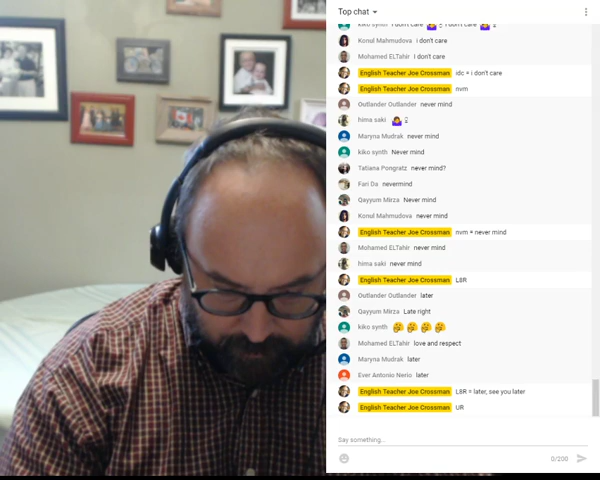 Top chat
kiko synth i don't care i don't care
Konul Mahmudova i don't care
Mohamed ELTahir I don't care
English Teacher Joe Crossman idc = i don't care
English Teacher Joe Crossman nvm
Outlander Outlander never mind
hima saki
Maryna Mudrak never mind
kiko synth Never mind
Tatiana Pongratz never mind?
Fari Da nevermind
Qayyum Mirza Never mind
Konul Mahmudova never mind
English Teacher Joe Crossman nvm = never mind
Mohamed ELTahir never mind
hima saki never mind
English Teacher Joe Crossman L8R
Outlander Outlander later
Qayyum Mirza Late right
kiko synth
Mohamed ELTahir love and respect
Maryna Mudrak later
Ever Antonio Nerio later
English Teacher Joe Crossman L8R = later, see you later
English Teacher Joe Crossman UR
Say something...
0/200